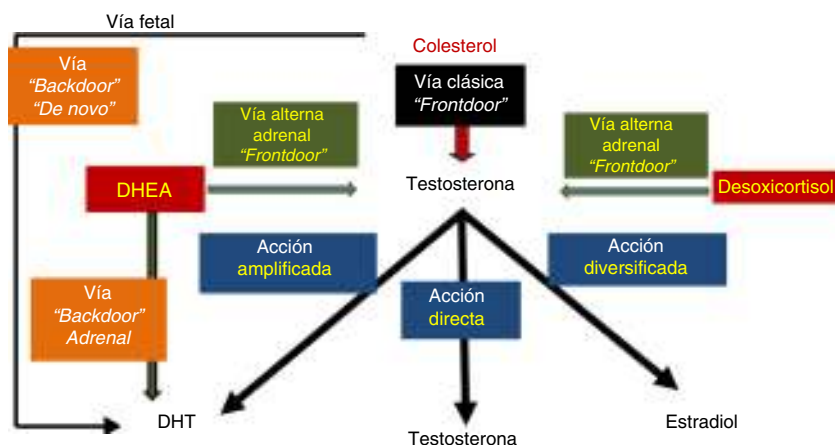 Vía fetal
Colesterol
Vía
“Backdoor”
“De novo”
Vía clásica
“Frontdoor”
Vía alterna
adrenal
“Frontdoor”
Vía alterna
adrenal
“Frontdoor”
DHEA
Testosterona
Desoxicortisol
Acción
amplificada
Acción
diversificada
Acción
directa
Vía
“Backdoor”
Adrenal
DHT
Testosterona
Estradiol